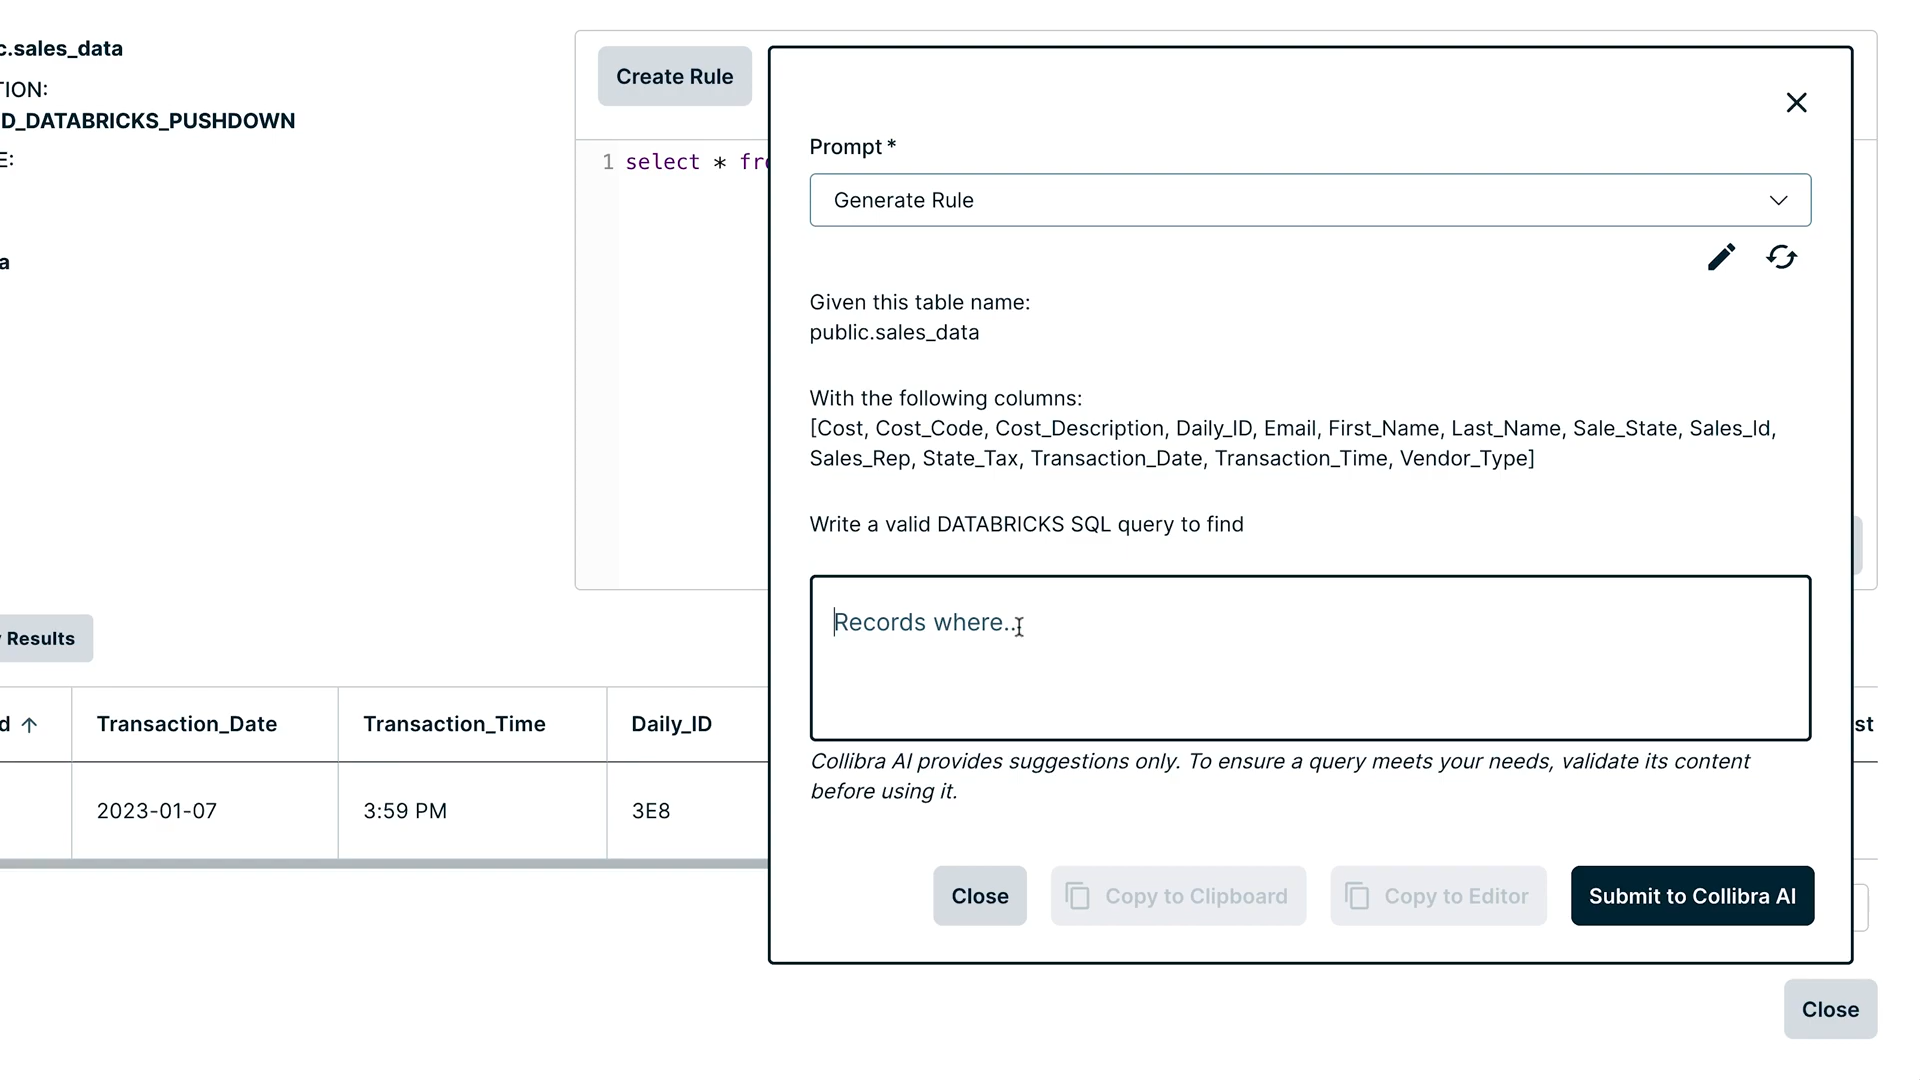 c.sales_data
TION:
D_DATABRICKS_PUSHDOWN
E:
a
Create Rule
1 select * fro
Prompt *
Generate Rule
Given this table name:
public.sales_data
With the following columns:
[Cost, Cost_Code, Cost_Description, Daily_ID, Email, First_Name, Last_Name, Sale_State, Sales_Id,
Sales_Rep, State_Tax, Transaction_Date, Transaction_Time, Vendor_Type]
Write a valid DATABRICKS SQL query to find
Records where...
Collibra AI provides suggestions only. To ensure a query meets your needs, validate its content
before using it.
Close Copy to Clipboard Copy to Editor Submit to Collibra AI
y Results
d Transaction_Date Transaction_Time Daily_ID st
2023-01-07 3:59 PM 3E8
Close